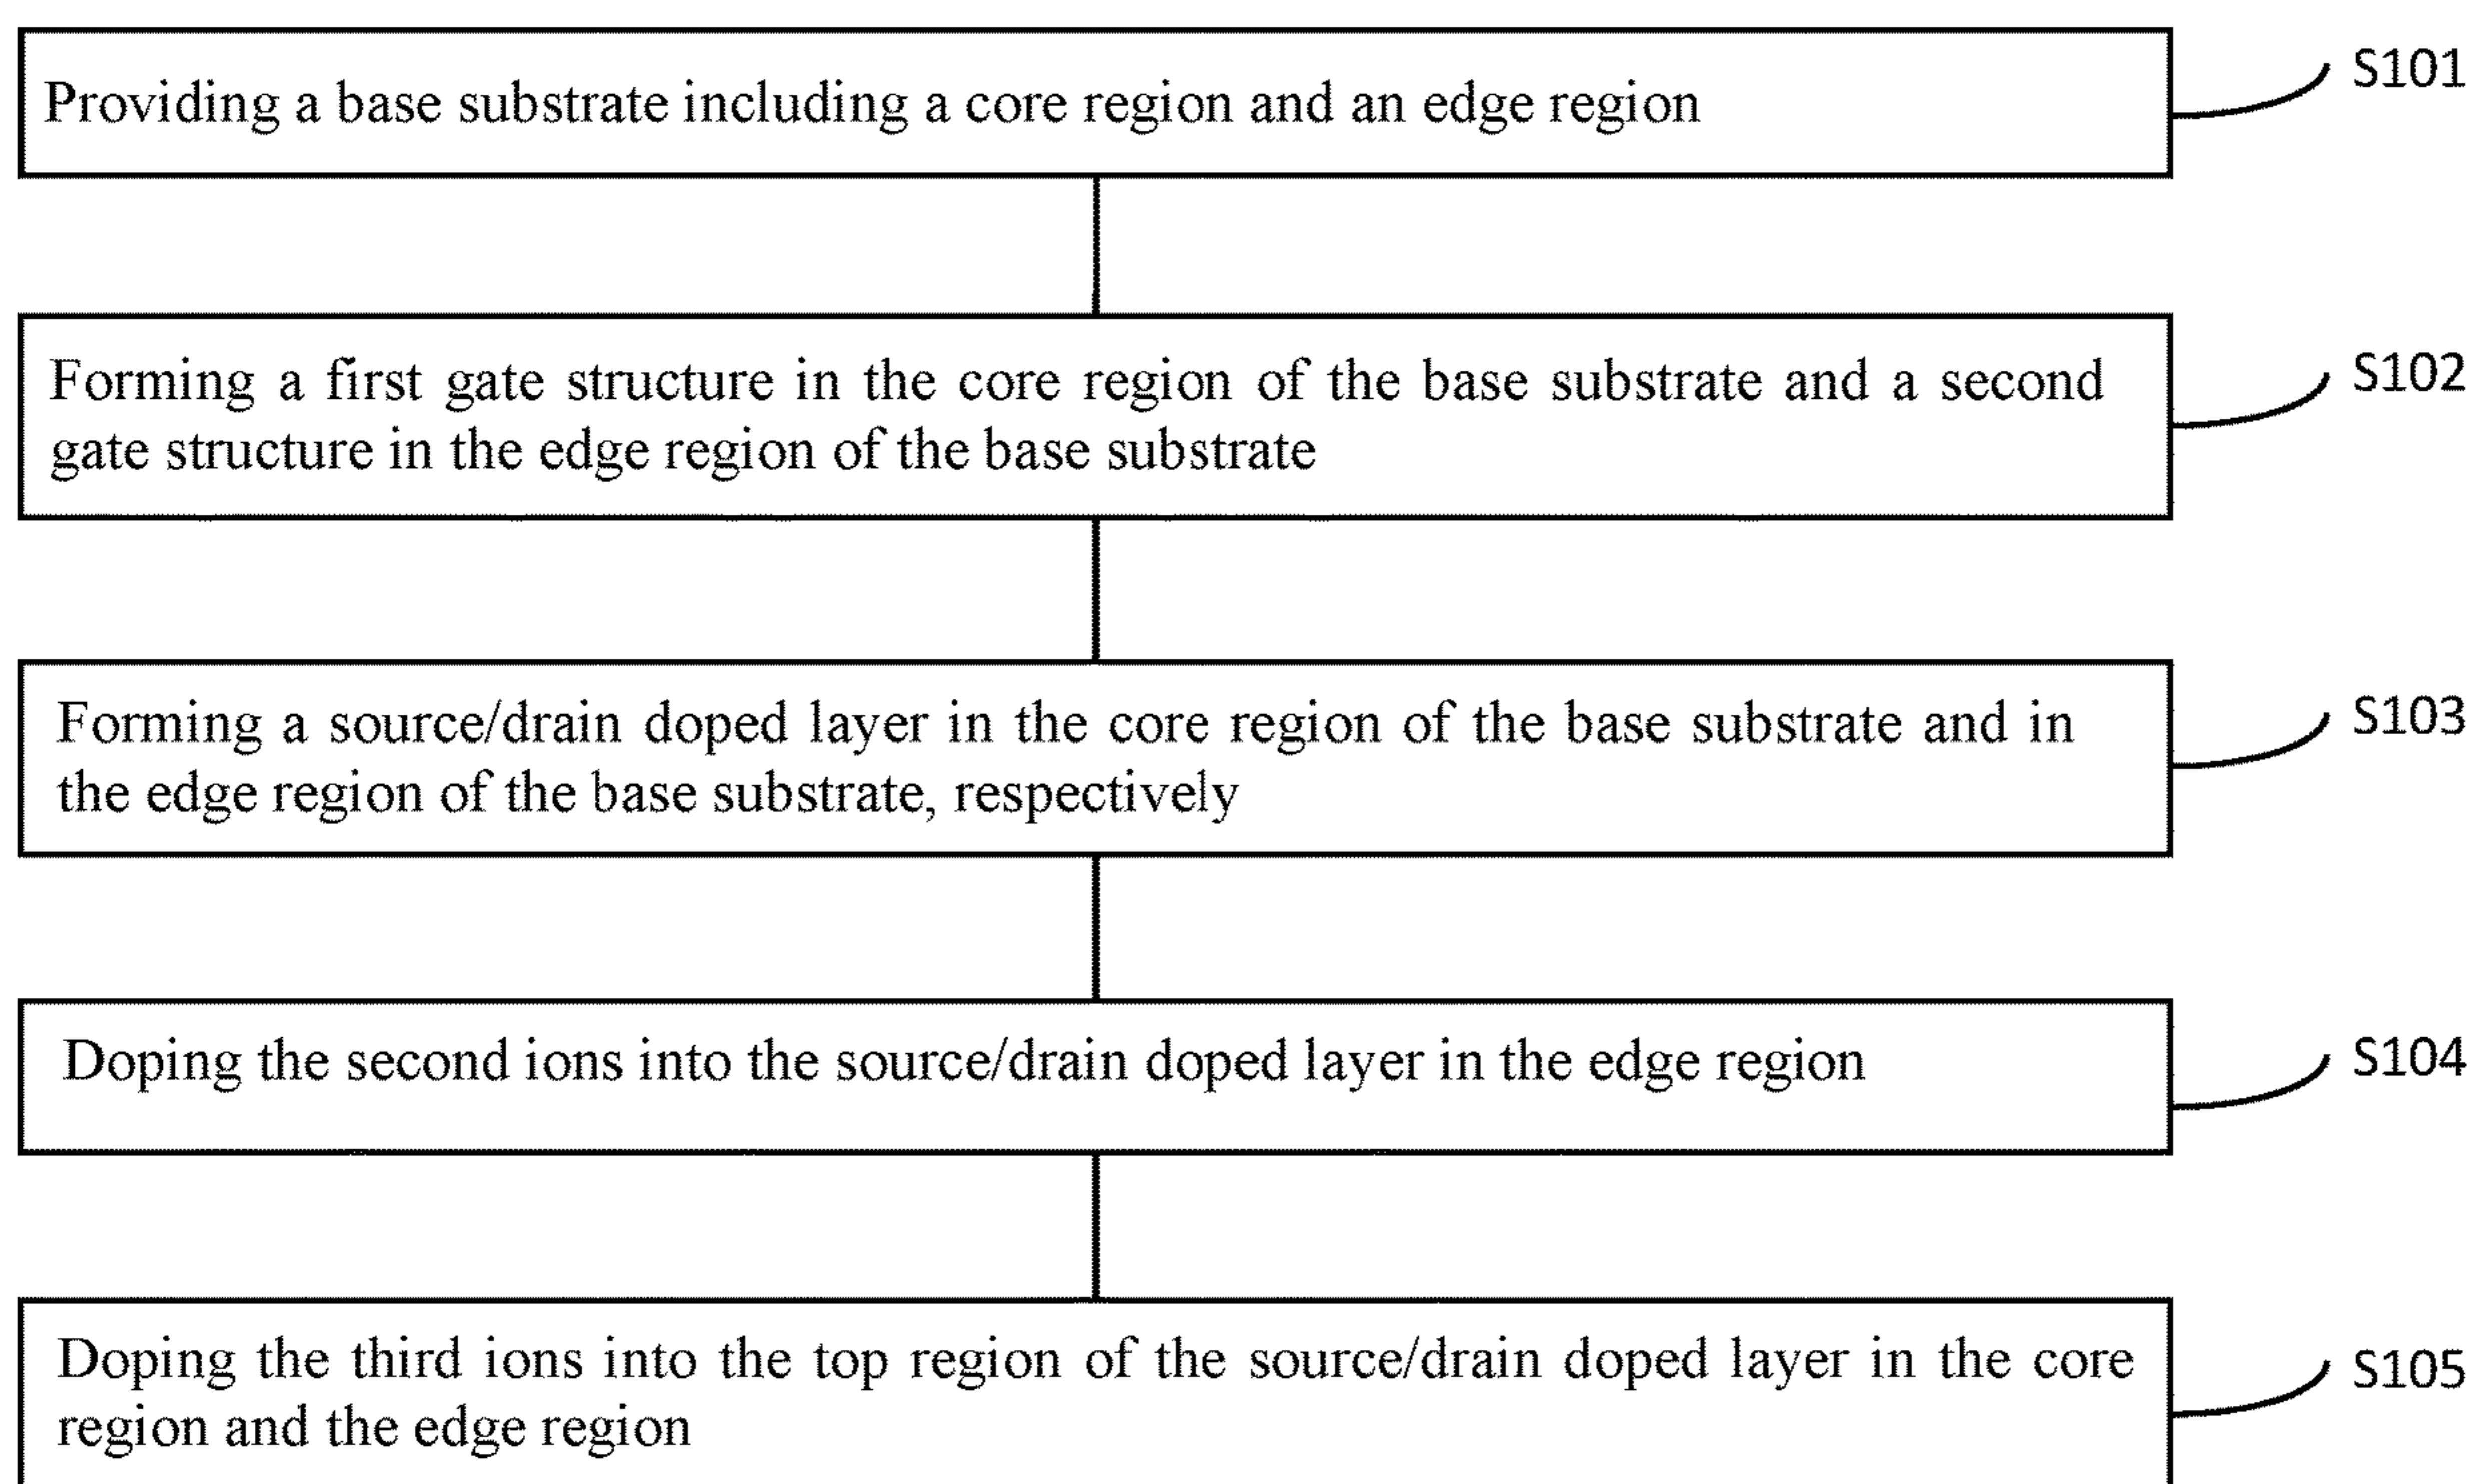 Providing a base substrate including a core region and an edge region
S101
Forming a first gate structure in the core region of the base substrate and a second
gate structure in the edge region of the base substrate
S102
Forming a source/drain doped layer in the core region of the base substrate and in
the edge region of the base substrate, respectively
S103
Doping the second ions into the source/drain doped layer in the edge region
S104
Doping the third ions into the top region of the source/drain doped layer in the core
region and the edge region
S105